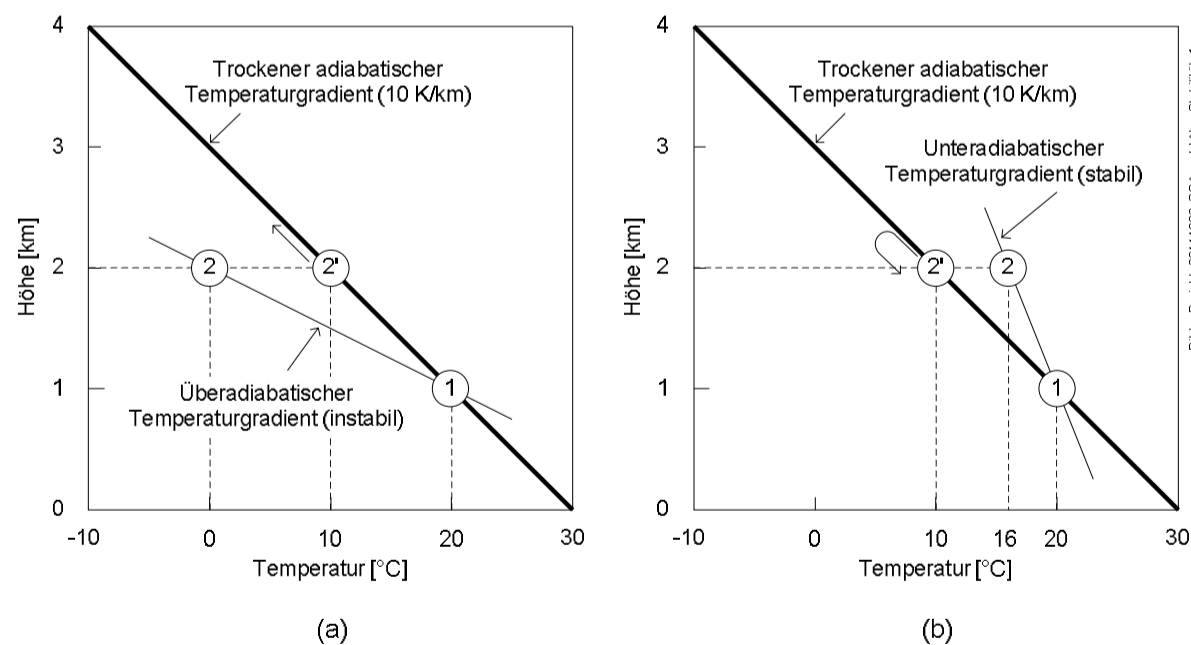 4
3
2
1
0
Höhe [km]
Trockener adiabatischer
Temperaturgradient (10 K/km)
2
2'
1
Überadiabatischer
Temperaturgradient (instabil)
-10
0
10
20
30
Temperatur [°C]
(a)
4
3
2
1
0
Höhe [km]
Trockener adiabatischer
Temperaturgradient (10 K/km)
Unteradiabatischer
Temperaturgradient (stabil)
2'
2
1
-10
0
10
16
20
30
Temperatur [°C]
(b)